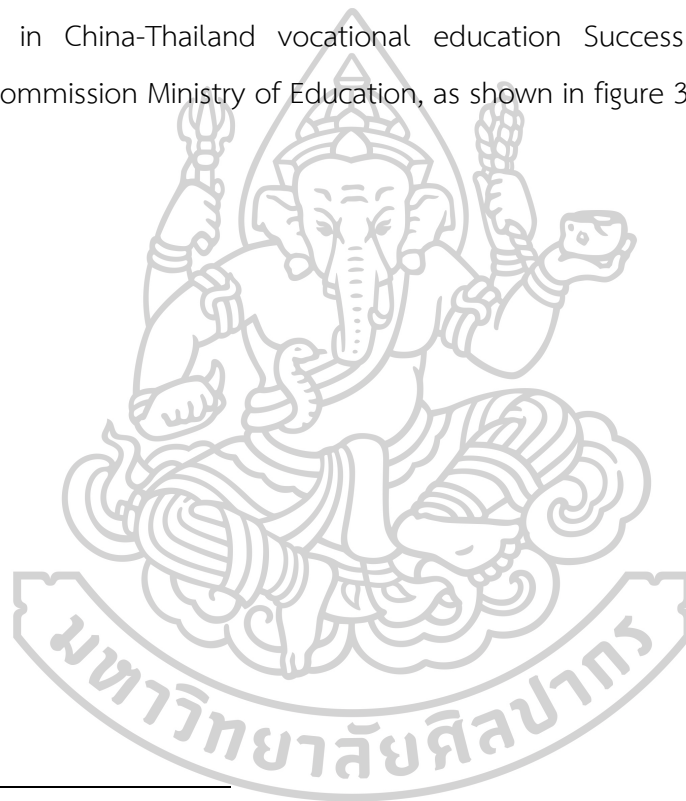 in China-Thailand vocational education Success
ommission Ministry of Education, as shown in figure 3
มหาวิทยาลัยศิลปากร